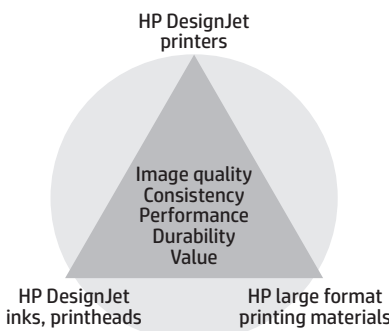 HP DesignJet
printers
Image quality
Consistency
Performance
Durability
Value
HP DesignJet
inks, printheads
HP large format
printing materials